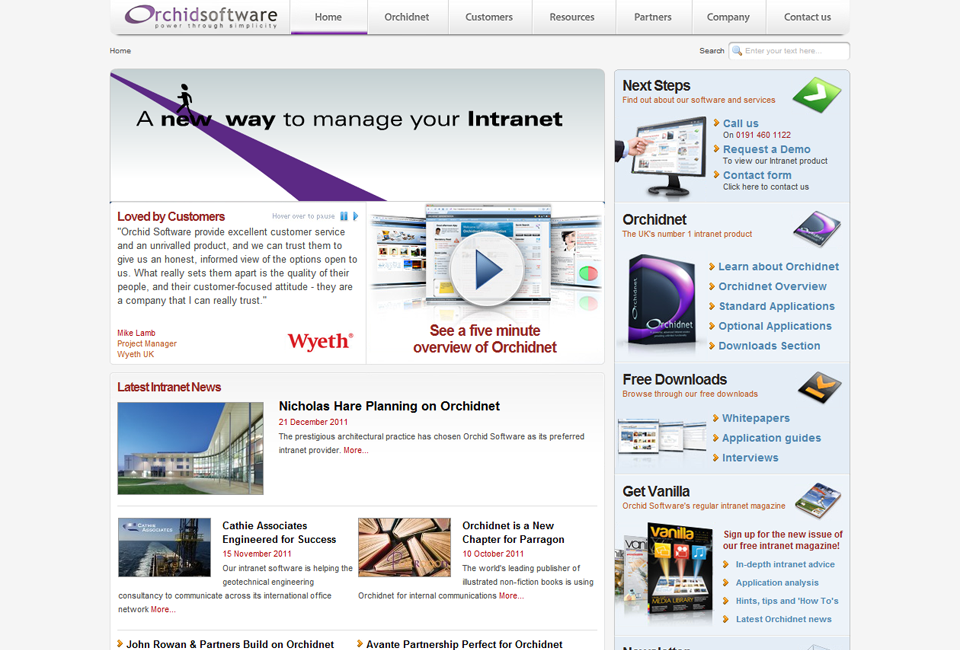 Orchidsoftware
power through simplicity
Home
Orchidnet
Customers
Resources
Partners
Company
Contact us
Home
Search
Enter your text here...
A new way to manage your Intranet
Loved by Customers
Hover over to pause
"Orchid Software provide excellent customer service
and an unrivalled product, and we can trust them to
give us an honest, informed view of the options open to
us. What really sets them apart is the quality of their
people, and their customer-focused attitude - they are
a company that I can really trust."
Mike Lamb
Project Manager
Wyeth UK
Wyeth®
See a five minute
overview of Orchidnet
Latest Intranet News
Nicholas Hare Planning on Orchidnet
21 December 2011
The prestigious architectural practice has chosen Orchid Software as its preferred
intranet provider. More...
CATHIE
ASSOCIATES
Cathie Associates
Engineered for Success
15 November 2011
Our intranet software is helping the
geotechnical engineering
consultancy to communicate across its international office
network More...
Orchidnet is a New
Chapter for Parragon
10 October 2011
The world's leading publisher of
illustrated non-fiction books is using
Orchidnet for internal communications More...
John Rowan & Partners Build on Orchidnet
Avante Partnership Perfect for Orchidnet
Next Steps
Find out about our software and services
Call us
On 0191 460 1122
Request a Demo
To view our Intranet product
Contact form
Click here to contact us
Orchidnet
The UK's number 1 intranet product
Orchidnet
Orchidnet
Learn about Orchidnet
Orchidnet Overview
Standard Applications
Optional Applications
Downloads Section
Free Downloads
Browse through our free downloads
Whitepapers
Application guides
Interviews
Get Vanilla
Orchid Software's regular intranet magazine
vanilla
MEDIA LIBRARY
Sign up for the new issue of
our free intranet magazine!
In-depth intranet advice
Application analysis
Hints, tips and 'How To's
Latest Orchidnet news
Newsletter